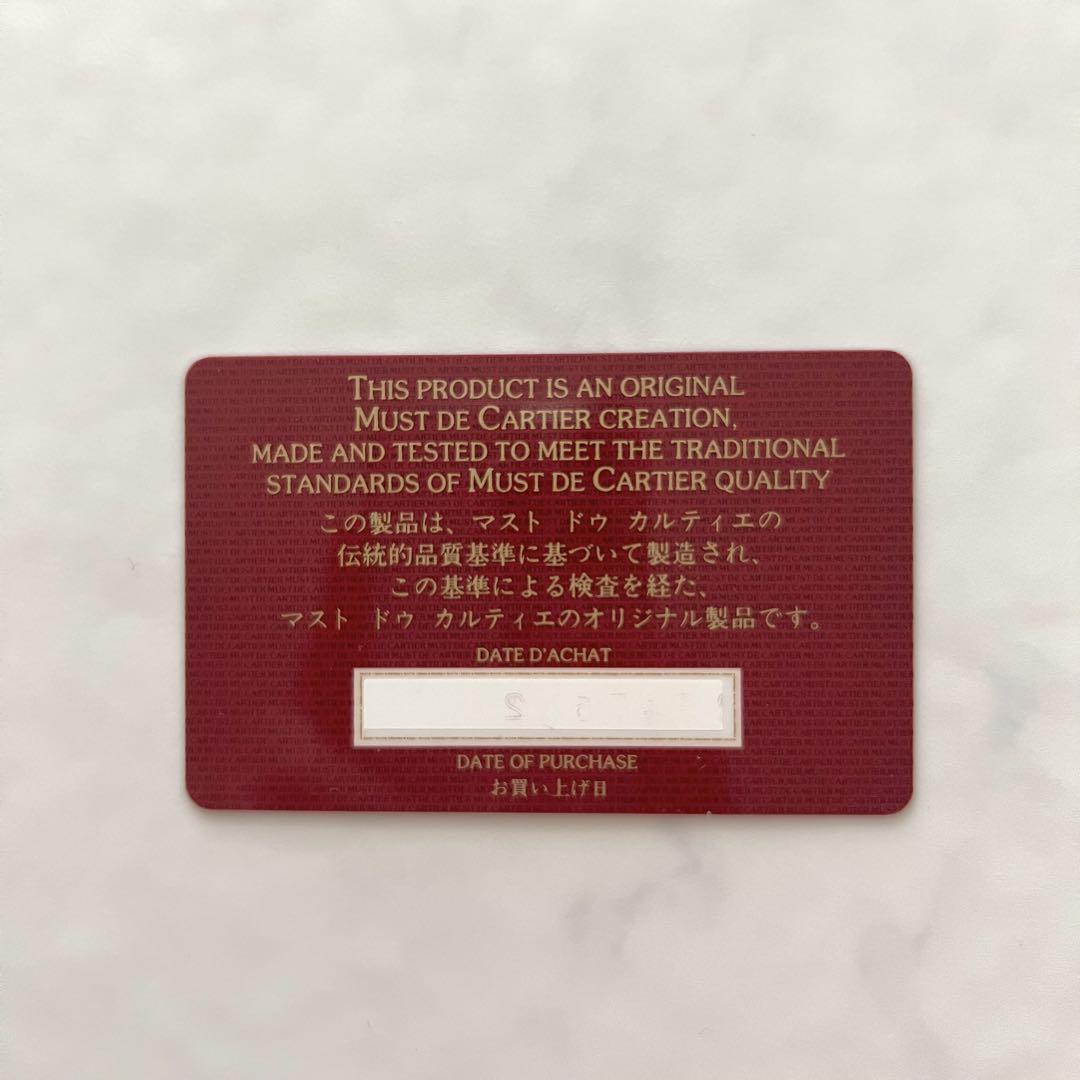 THIS PRODUCT IS AN ORIGINAL
MUST DE CARTIER CREATION,
MADE AND TESTED TO MEET THE TRADITIONAL
STANDARDS OF MUST DE CARTIER QUALITY
この製品は、マスト ドゥ カルティエの
伝統的品質基準に基づいて製造され、
この基準による検査を経た、
マスト ドゥ カルティエのオリジナル製品です。
DATE D'ACHAT
DATE OF PURCHASE
お買い上げ日